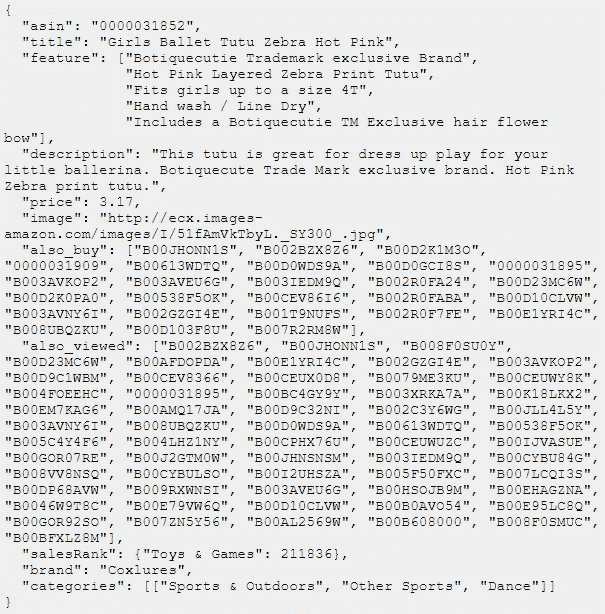 {
"asin": "0000031852",
"title": "Girls Ballet Tutu Zebra Hot Pink",
"feature": ["Botiquecutie Trademark exclusive Brand",
"Hot Pink Layered Zebra Print Tutu",
"Fits girls up to a size 4T",
"Hand wash / Line Dry",
"Includes a Botiquecutie TM Exclusive hair flower
bow"],
"description": "This tutu is great for dress up play for your
little ballerina. Botiquecute Trade Mark exclusive brand. Hot Pink
Zebra print tutu.",
"price": 3.17,
"image": "http://ecx.images-
amazon.com/images/I/51fAmVkTbyL._SY300_.jpg",
"also_buy": ["B00JHONN1S", "B002BZX8Z6", "B00D2K1M3O",
"0000031909", "B00613WDTQ", "B00D0WDS9A", "B00D0GCI8S", "0000031895",
"B003AVKOP2", "B003AVEU6G", "B003IEDM9Q", "B002R0FA24", "B00D23MC6W",
"B00D2K0PA0", "B00538F5OK", "B00CEV86I6", "B002R0FABA", "B00D10CLVW",
"B003AVNY6I", "B002GZGI4E", "B001T9NUFS", "B002R0F7FE", "B00E1YRI4C",
"B008UBQZKU", "B00D103F8U", "B007R2RM8W"],
"also_viewed": ["B002BZX8Z6", "B00JHONN1S", "B008F0SU0Y",
"B00D23MC6W", "B00AFDOPDA", "B00E1YRI4C", "B002GZGI4E", "B003AVKOP2",
"B00D9C1WBM", "B00CEV8366", "B00CEUX0D8", "B0079ME3KU", "B00CEUWY8K",
"B004FOEEHC", "0000031895", "B00BC4GY9Y", "B003XRKA7A", "B00K18LKX2",
"B00EM7KAG6", "B00AMQ17JA", "B00D9C32NI", "B002C3Y6WG", "B00JLL4L5Y",
"B003AVNY6I", "B008UBQZKU", "B00D0WDS9A", "B00613WDTQ", "B00538F5OK",
"B005C4Y4F6", "B004LHZ1NY", "B00CPHX76U", "B00CEUWUZC", "B00IJVASUE",
"B00GOR07RE", "B00J2GTM0W", "B00JHNSNSM", "B003IEDM9Q", "B00CYBU84G",
"B008VV8NSQ", "B00CYBULSO", "B00I2UHSZA", "B005F50FXC", "B007LCQI3S",
"B00DP68AVW", "B009RXWNSI", "B003AVEU6G", "B00HSOJB9M", "B00EHAGZNA",
"B0046W9T8C", "B00E79VW6Q", "B00D10CLVW", "B00B0AVO54", "B00E95LC8Q",
"B00GOR92SO", "B007ZN5Y56", "B00AL2569W", "B00B608000", "B008F0SMUC",
"B00BFXLZ8M"],
"salesRank": {"Toys & Games": 211836},
"brand": "Coxlures",
"categories": [["Sports & Outdoors", "Other Sports", "Dance"]]
}